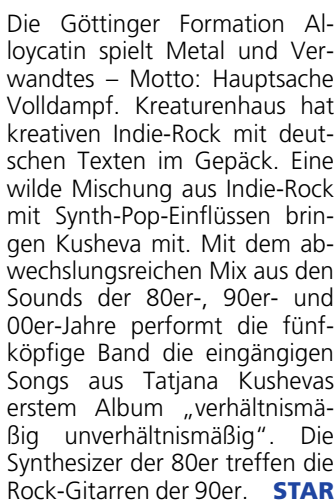 Die Göttinger Formation Al-
loycatin spielt Metal und Ver-
wandtes – Motto: Hauptsache
Volldampf. Kreaturenhaus hat
kreativen Indie-Rock mit deut-
schen Texten im Gepäck. Eine
wilde Mischung aus Indie-Rock
mit Synth-Pop-Einflüssen brin-
gen Kusheva mit. Mit dem ab-
wechslungsreichen Mix aus den
Sounds der 80er-, 90er- und
00er-Jahre performt die fünf-
köpfige Band die eingängigen
Songs aus Tatjana Kushevas
erstem Album „verhältnismä-
ßig unverhältnismäßig“. Die
Synthesizer der 80er treffen die
Rock-Gitarren der 90er. STAR